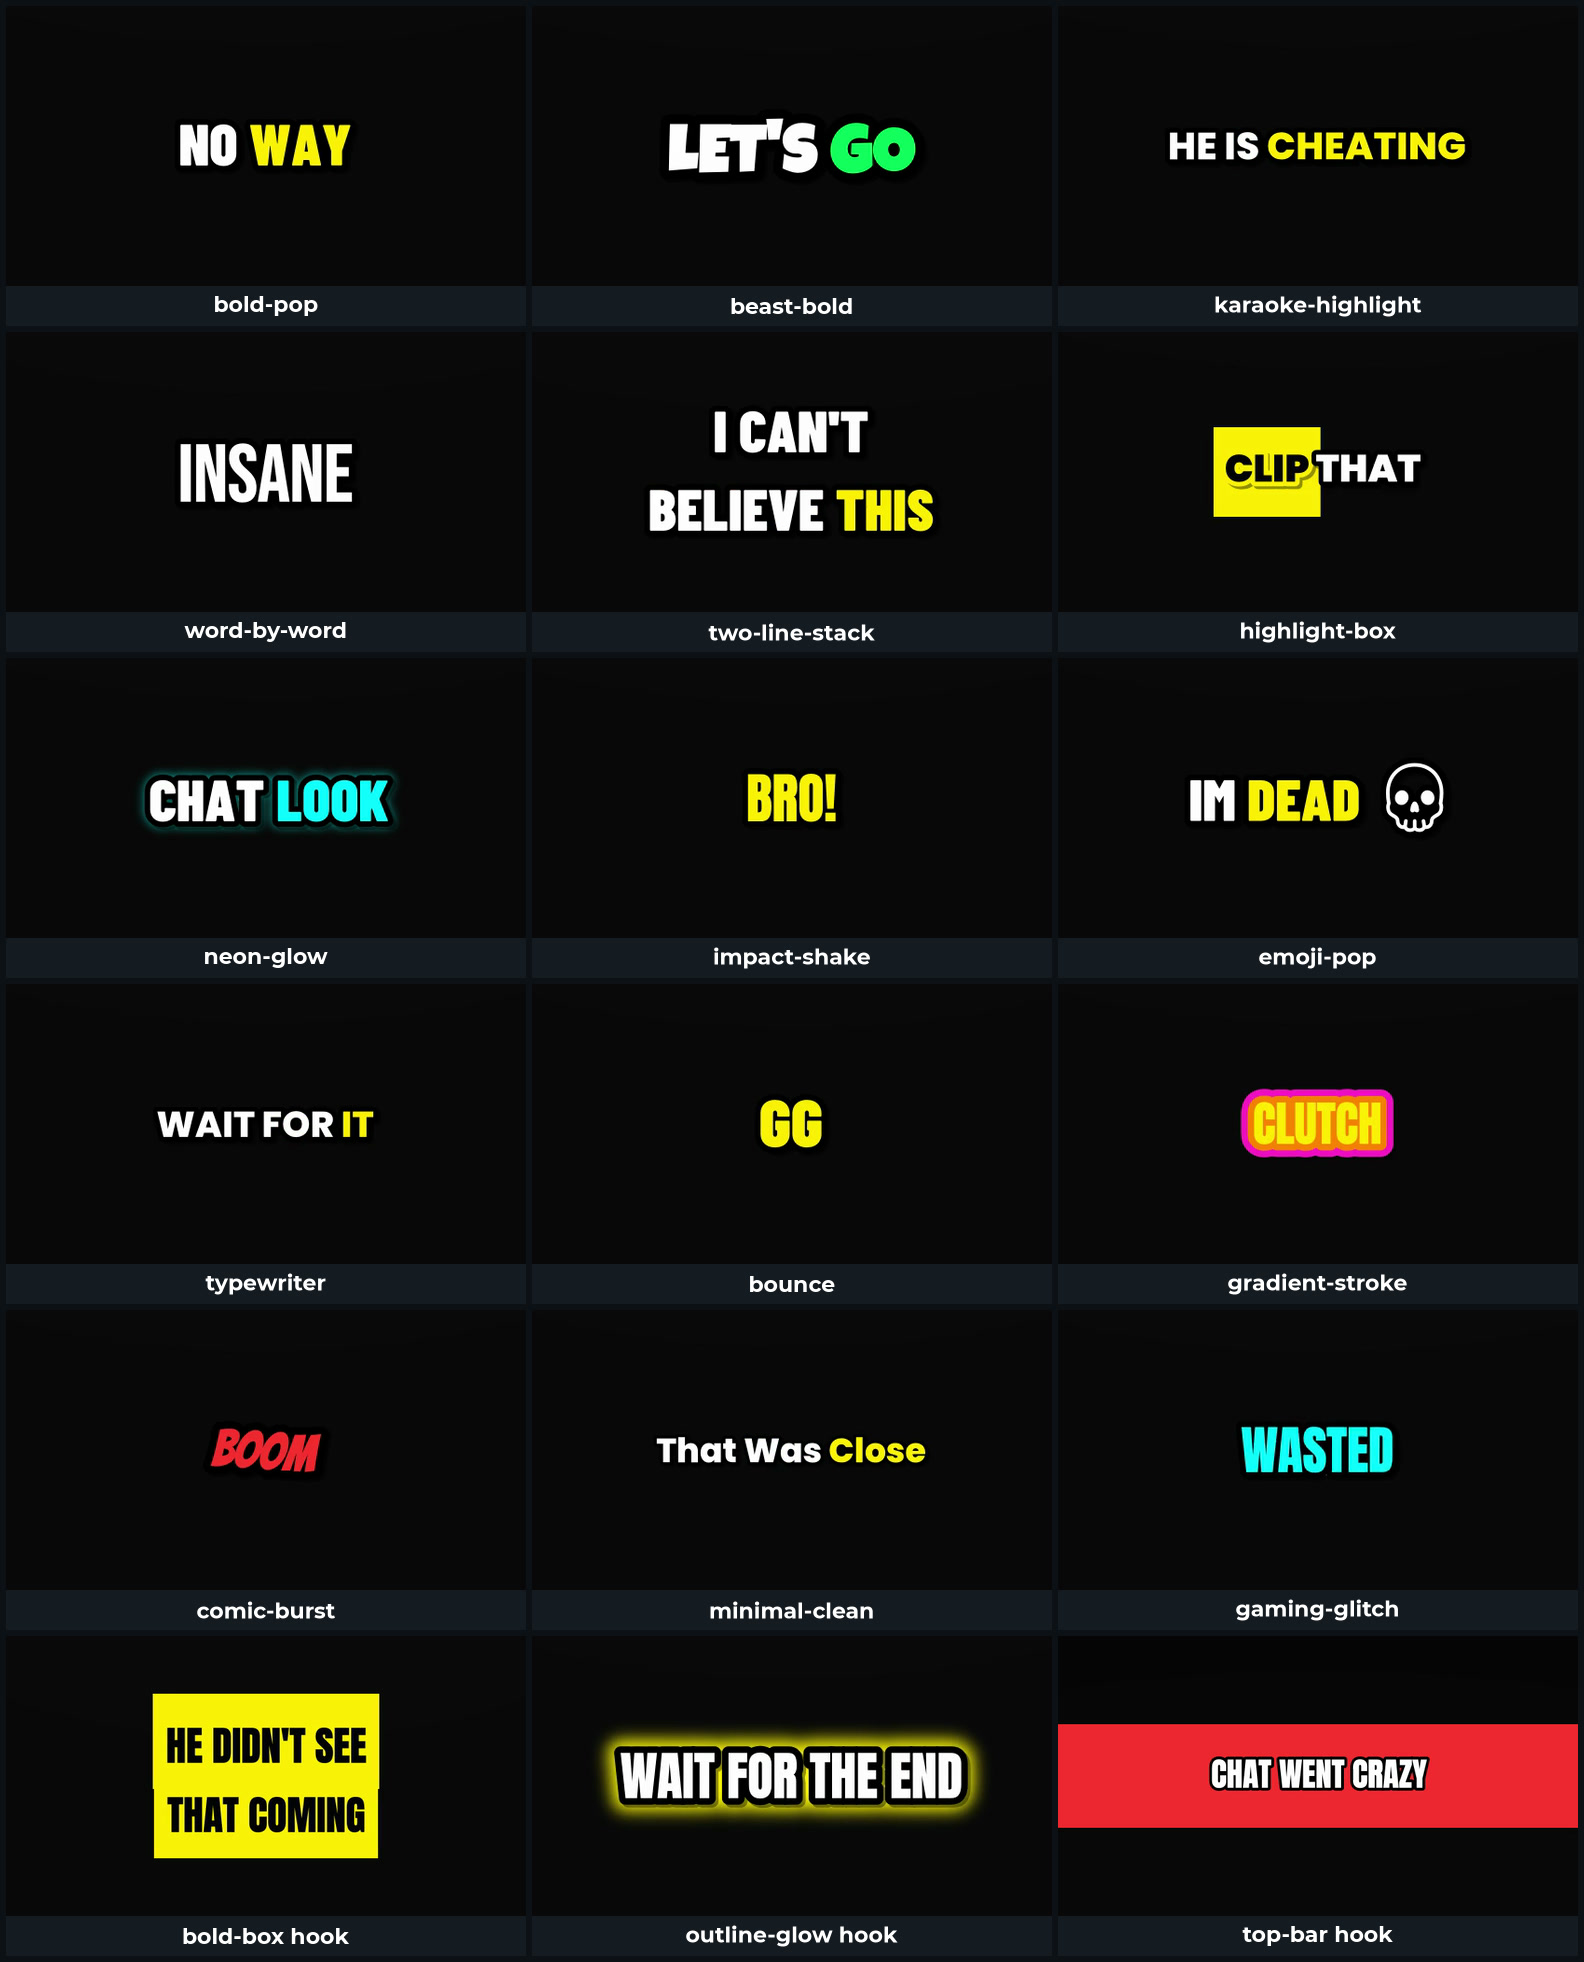 NO WAY
LET'S GO
HE IS CHEATING
bold-pop
beast-bold
karaoke-highlight
INSANE
I CAN'T
BELIEVE THIS
CLIP THAT
word-by-word
two-line-stack
highlight-box
CHAT LOOK
BRO!
IM DEAD
neon-glow
impact-shake
emoji-pop
WAIT FOR IT
GG
CLUTCH
typewriter
bounce
gradient-stroke
BOOM
That Was Close
WASTED
comic-burst
minimal-clean
gaming-glitch
HE DIDN'T SEE
THAT COMING
WAIT FOR THE END
CHAT WENT CRAZY
bold-box hook
outline-glow hook
top-bar hook